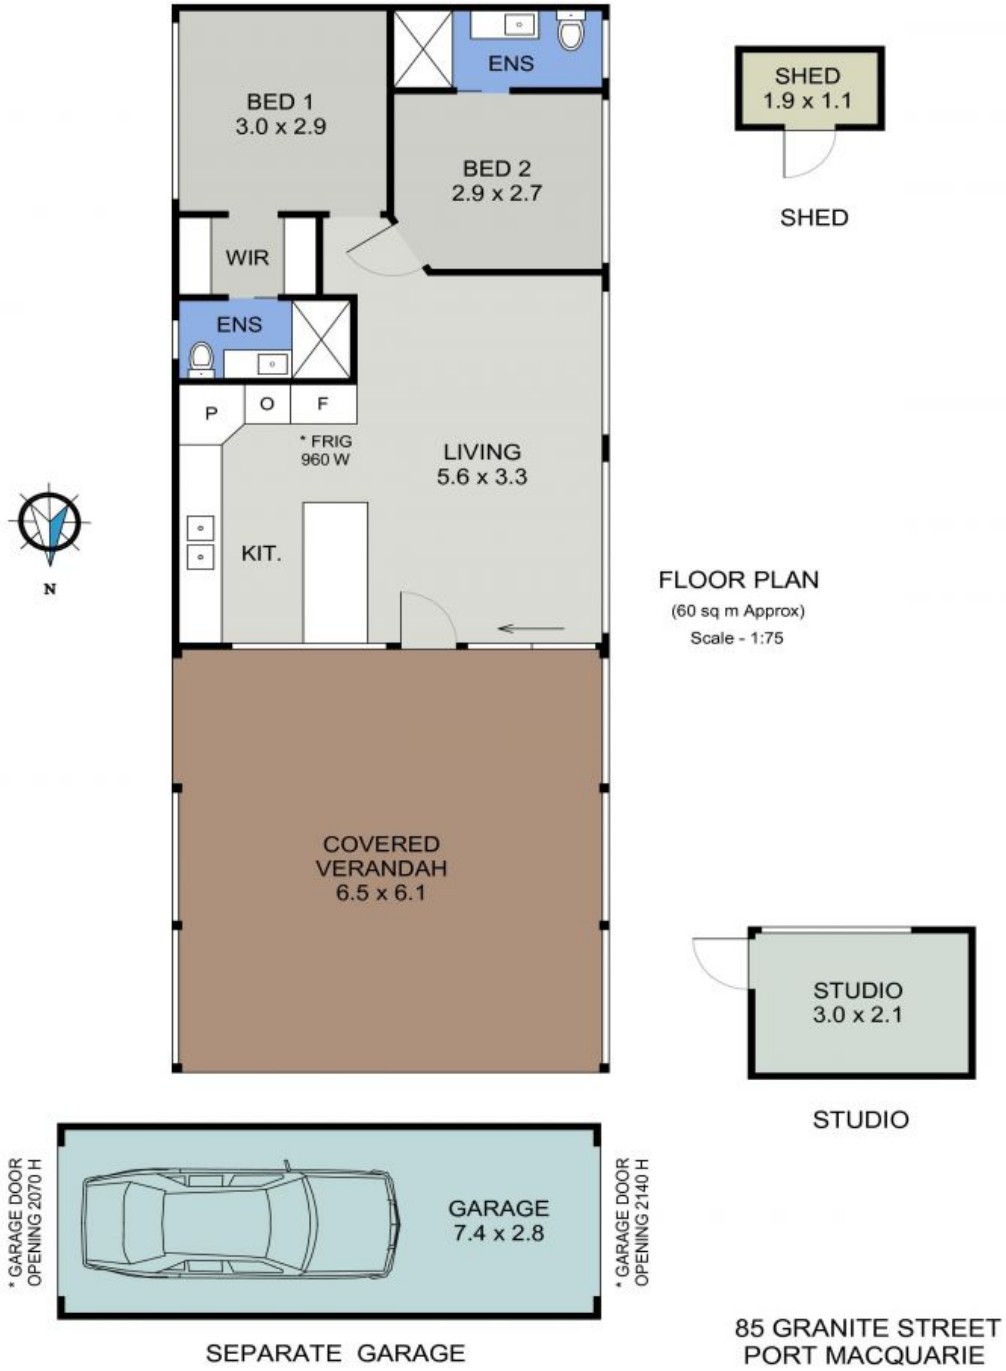 BED 1
3.0 x 2.9
ENS
BED 2
2.9 x 2.7
SHED
1.9 x 1.1
SHED
WIR
ENS
P
O
F
* FRIG
960 W
LIVING
5.6 x 3.3
KIT.
N
FLOOR PLAN
(60 sq m Approx)
Scale - 1:75
COVERED
VERANDAH
6.5 x 6.1
STUDIO
3.0 x 2.1
STUDIO
* GARAGE DOOR
OPENING 2070 H
GARAGE
7.4 x 2.8
* GARAGE DOOR
OPENING 2140 H
SEPARATE GARAGE
85 GRANITE STREET
PORT MACQUARIE